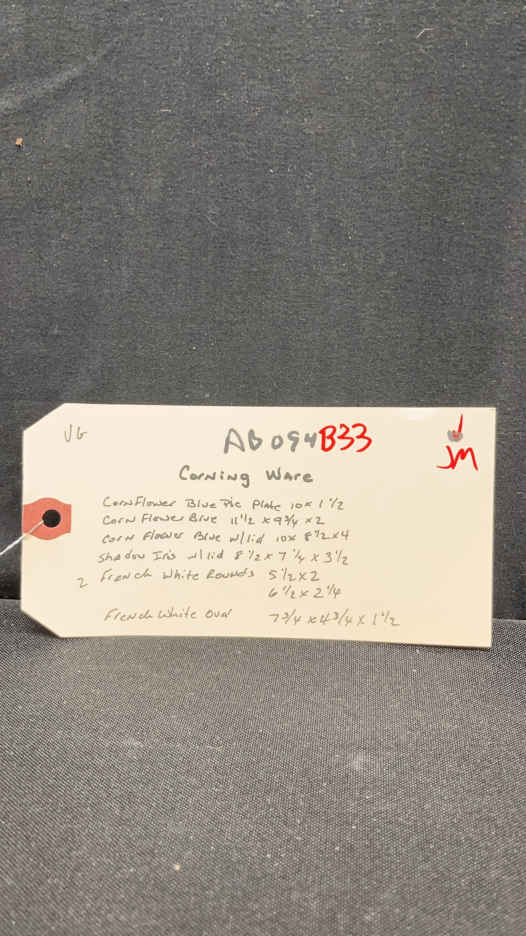 VG
AB094B33
JM
Corning Ware
CornFlower Blue Pie Plate 10 x 1 1/2
Corn Flower Blue 11 1/2 x 9 3/4 x 2
Corn Flower Blue w/lid 10 x 8 1/2 x 4
Shadow Iris w/lid 8 1/2 x 7 1/4 x 3 1/2
2 French White Rounds 5 1/2 x 2
6 1/2 x 2 1/4
French White Oval 7 3/4 x 4 3/4 x 1 1/2